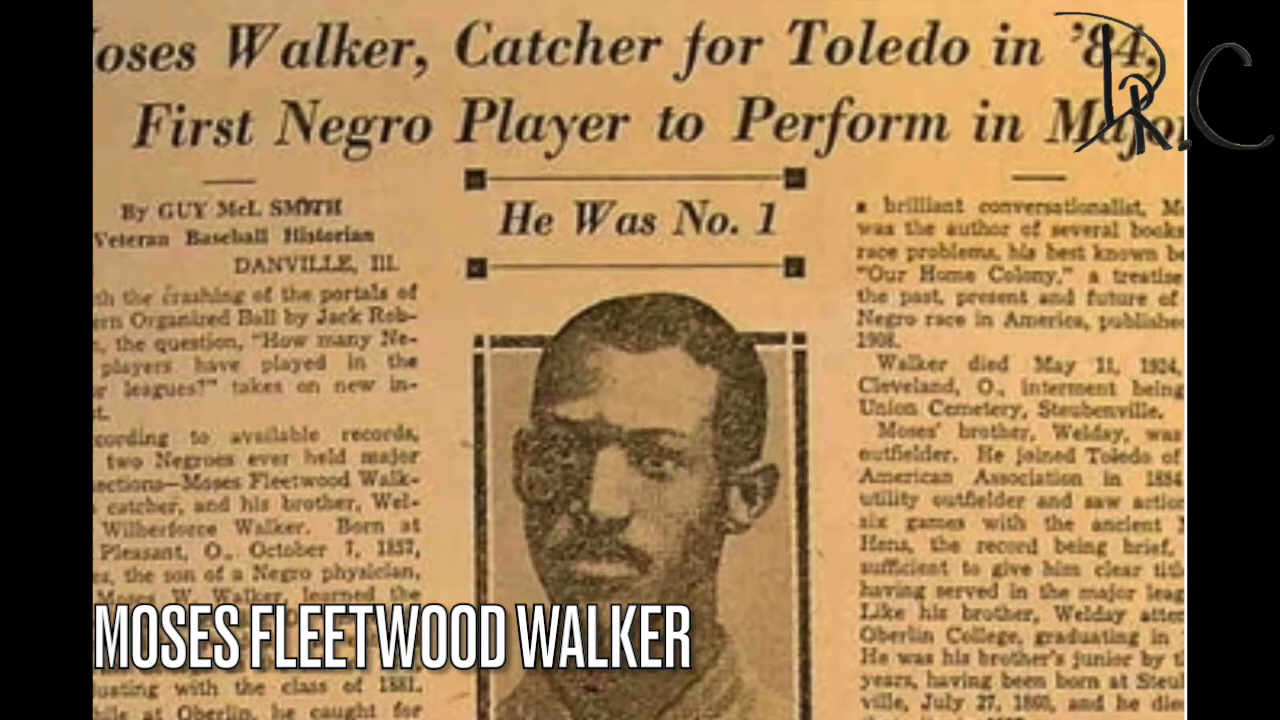 oses Walker, Catcher for Toledo in '84,
First Negro Player to Perform in Major
By GUY McL SMITH
Veteran Baseball Historian
DANVILLE, Ill.
He Was No. 1
th the crashing of the portals of
ern Organized Ball by Jack Rob-
, the question, "How many Ne-
players have played in the
r leagues?" takes on new in-
t.
cording to available records,
two Negroes ever held major
ections—Moses Fleetwood Walk-
catcher, and his brother, Wel-
Wilberforce Walker. Born at
Pleasant, O., October 7, 1857,
es, the son of a Negro physician,
Moses W. Walker, learned the
MOSES FLEETWOOD WALKER
uating with the class of 1881.
hile at Oberlin, he caught for
a brilliant conversationalist, M
was the author of several books
race problems, his best known be
"Our Home Colony," a treatise
the past, present and future of
Negro race in America, publishe
1908.
Walker died May 11, 1924,
Cleveland, O., interment being
Union Cemetery, Steubenville.
Moses' brother, Welday, was
outfielder. He joined Toledo of
American Association in 1884
utility outfielder and saw action
six games with the ancient
Hens, the record being brief,
sufficient to give him clear titl
having served in the major leag
Like his brother, Welday atte
Oberlin College, graduating in
He was his brother's junior by t
years, having been born at Steu
ville, July 27, 1860, and he die